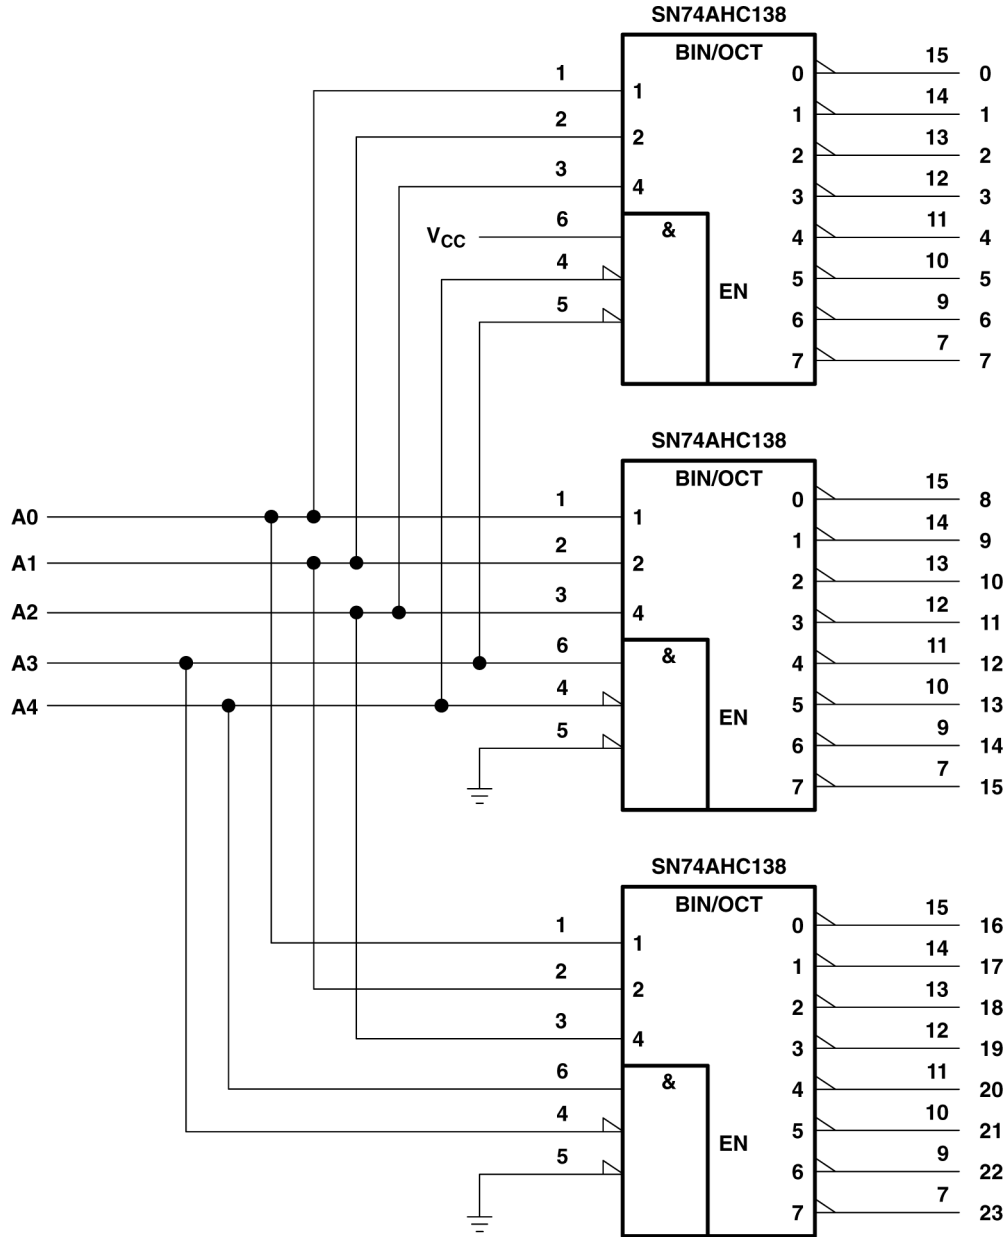 SN74AHC138
BIN/OCT
1 1
2 2
3 4
V_CC 6
&
4
5
EN
0 15 0
1 14 1
2 13 2
3 12 3
4 11 4
5 10 5
6 9 6
7 7 7
SN74AHC138
BIN/OCT
A0 1 1
A1 2 2
A2 3 4
A3 6
&
A4 4
5
EN
0 15 8
1 14 9
2 13 10
3 12 11
4 11 12
5 10 13
6 9 14
7 7 15
SN74AHC138
BIN/OCT
1 1
2 2
3 4
6
&
4
5
EN
0 15 16
1 14 17
2 13 18
3 12 19
4 11 20
5 10 21
6 9 22
7 7 23